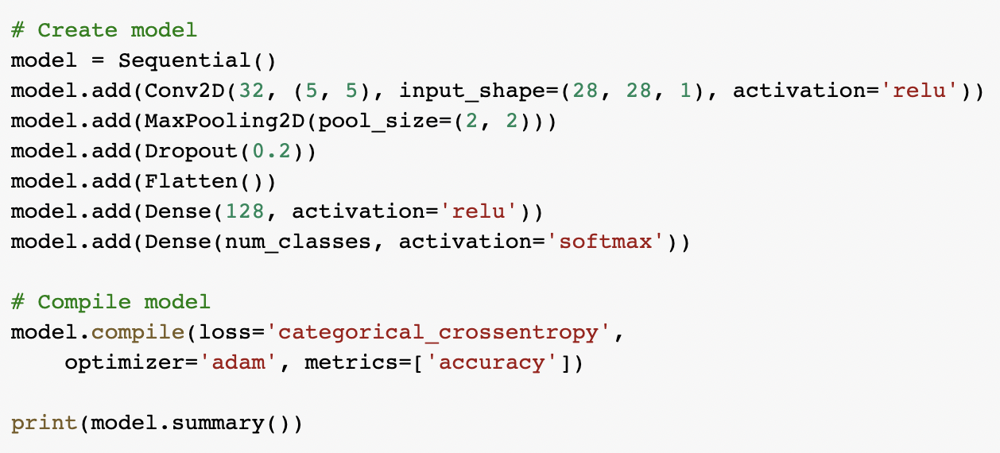 # Create model
model = Sequential()
model.add(Conv2D(32, (5, 5), input_shape=(28, 28, 1), activation='relu'))
model.add(MaxPooling2D(pool_size=(2, 2)))
model.add(Dropout(0.2))
model.add(Flatten())
model.add(Dense(128, activation='relu'))
model.add(Dense(num_classes, activation='softmax'))
# Compile model
model.compile(loss='categorical_crossentropy',
    optimizer='adam', metrics=['accuracy'])
print(model.summary())